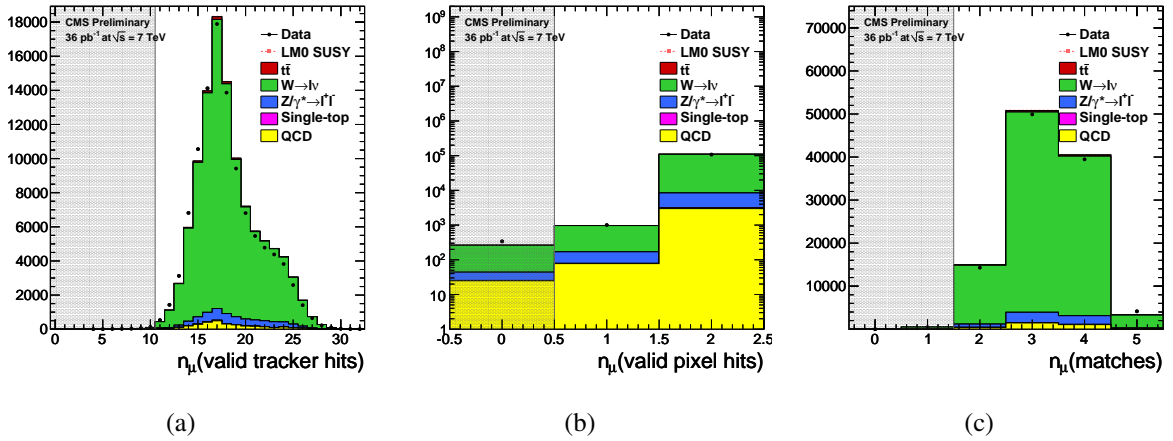 CMS Preliminary
36 pb⁻¹ at √s = 7 TeV
Data
LM0 SUSY
tt̄
W→lν
Z/γ*→l⁺l⁻
Single-top
QCD
18000
16000
14000
12000
10000
8000
6000
4000
2000
0
0 5 10 15 20 25 30
nμ(valid tracker hits)
(a)
CMS Preliminary
36 pb⁻¹ at √s = 7 TeV
Data
LM0 SUSY
tt̄
W→lν
Z/γ*→l⁺l⁻
Single-top
QCD
10⁹
10⁸
10⁷
10⁶
10⁵
10⁴
10³
10²
10
1
-0.5 0 0.5 1 1.5 2 2.5
nμ(valid pixel hits)
(b)
CMS Preliminary
36 pb⁻¹ at √s = 7 TeV
Data
LM0 SUSY
tt̄
W→lν
Z/γ*→l⁺l⁻
Single-top
QCD
70000
60000
50000
40000
30000
20000
10000
0
0 1 2 3 4 5
nμ(matches)
(c)